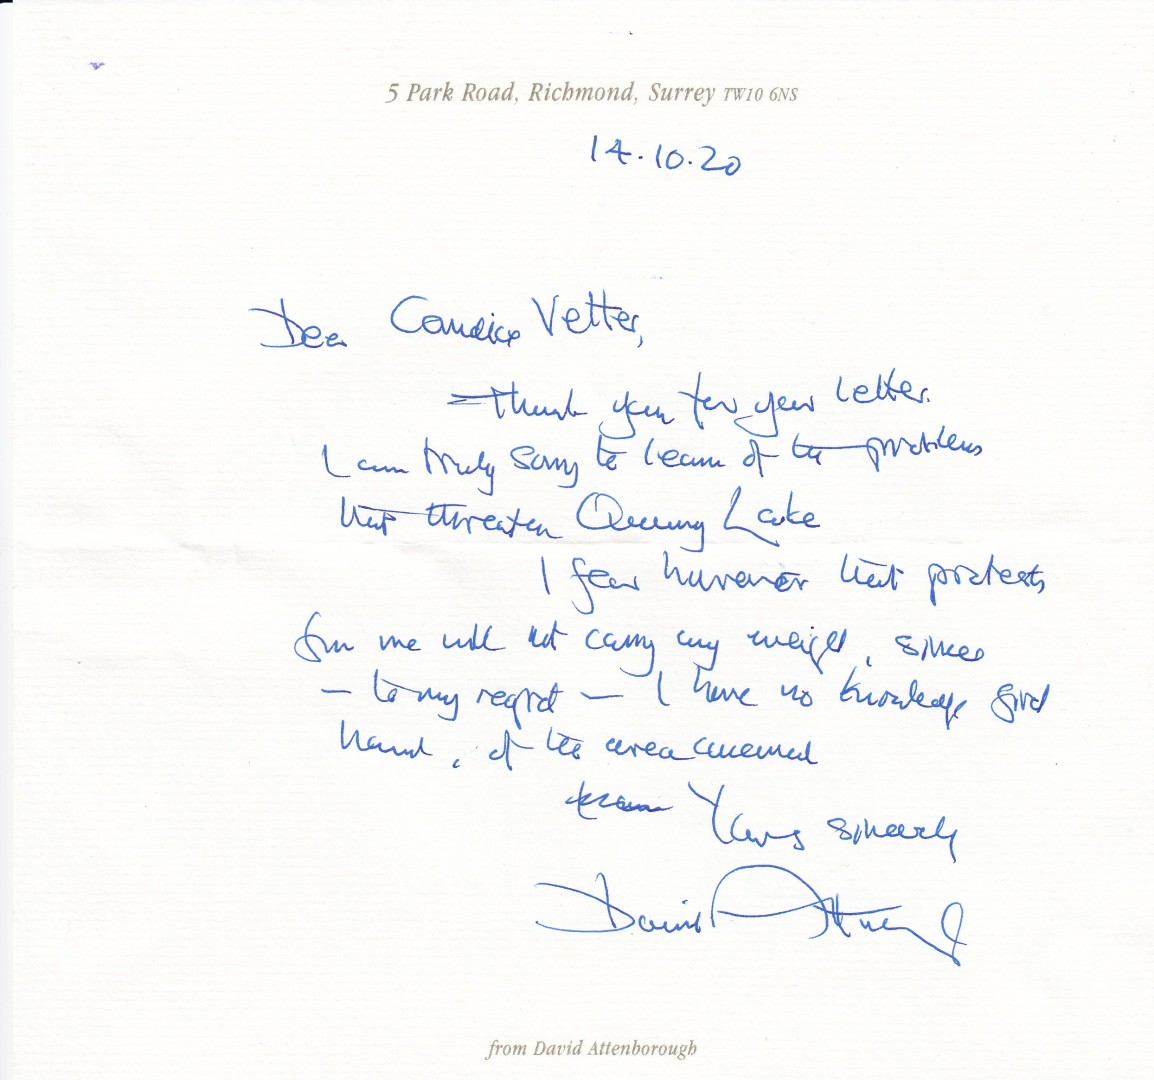 5 Park Road, Richmond, Surrey TW10 6NS
14.10.20
Dear Candice Vetter,
Thank you for your letter.
I am truly sorry to learn of the problems
that threaten Lake
I fear however that protests
from me will not carry any weight, since
— to my regret — I have no knowledge first
hand, of the area concerned
Yours sincerely
David Attenborough
from David Attenborough